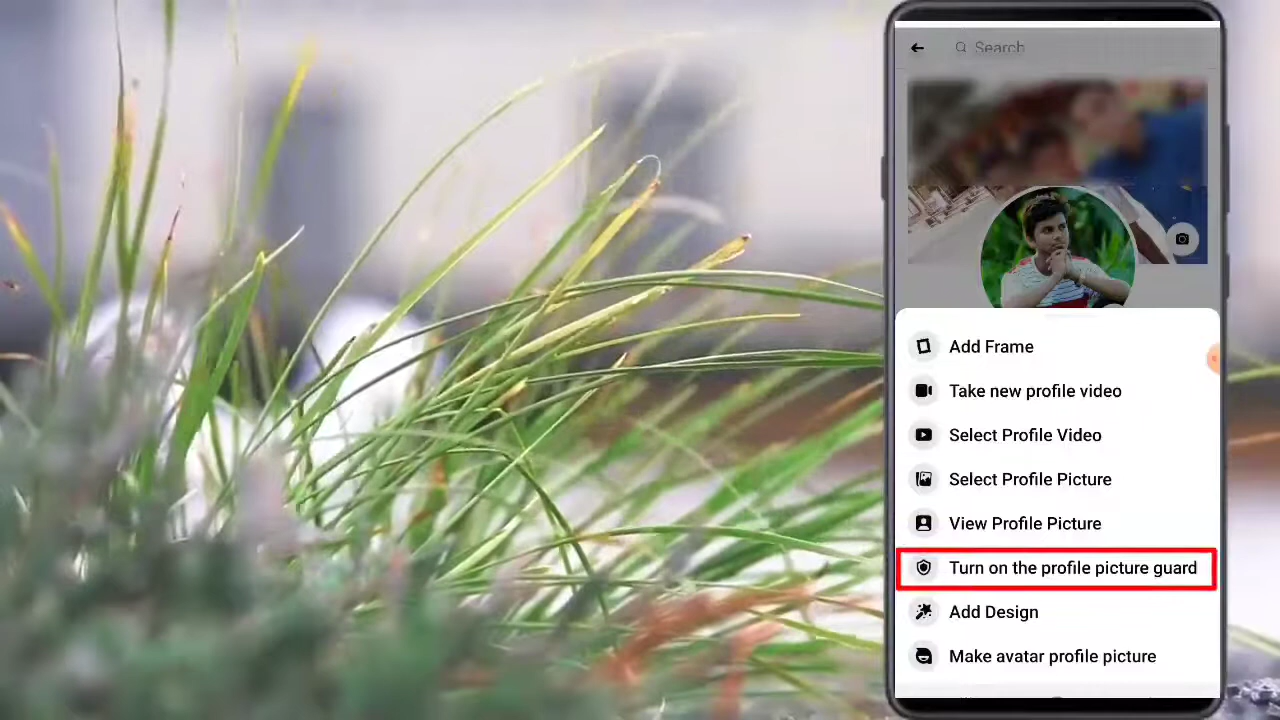 Search
Add Frame
Take new profile video
Select Profile Video
Select Profile Picture
View Profile Picture
Turn on the profile picture guard
Add Design
Make avatar profile picture